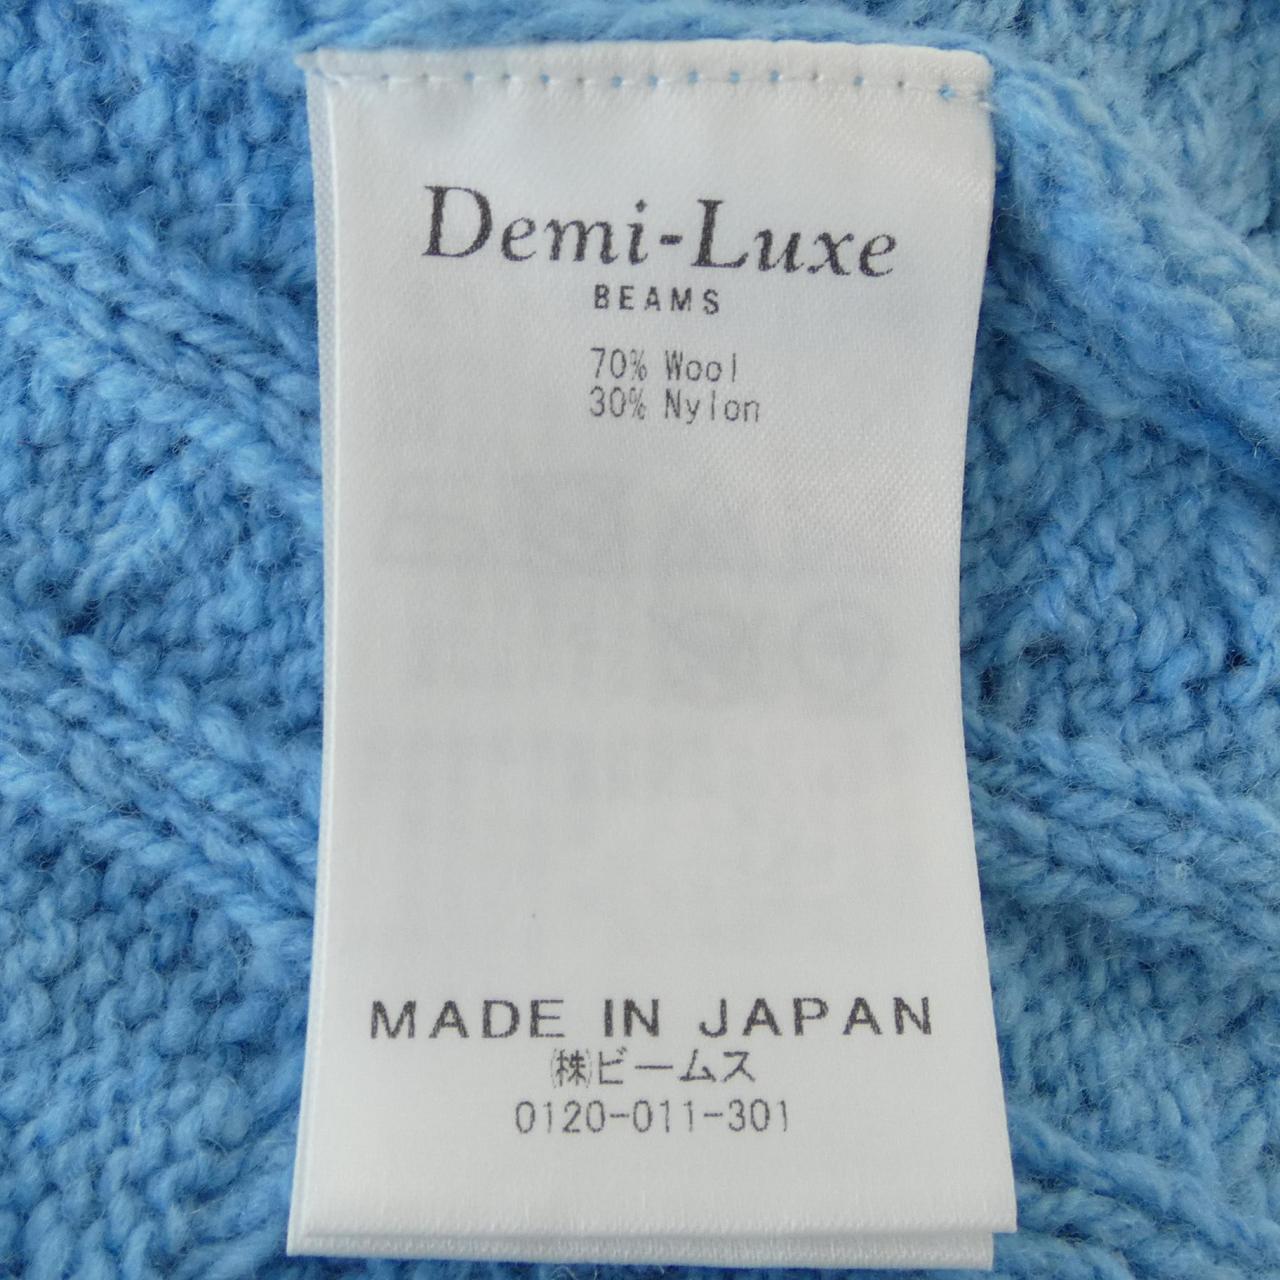 Demi-Luxe
BEAMS
70% Wool
30% Nylon
MADE IN JAPAN
㈱ビームス
0120-011-301